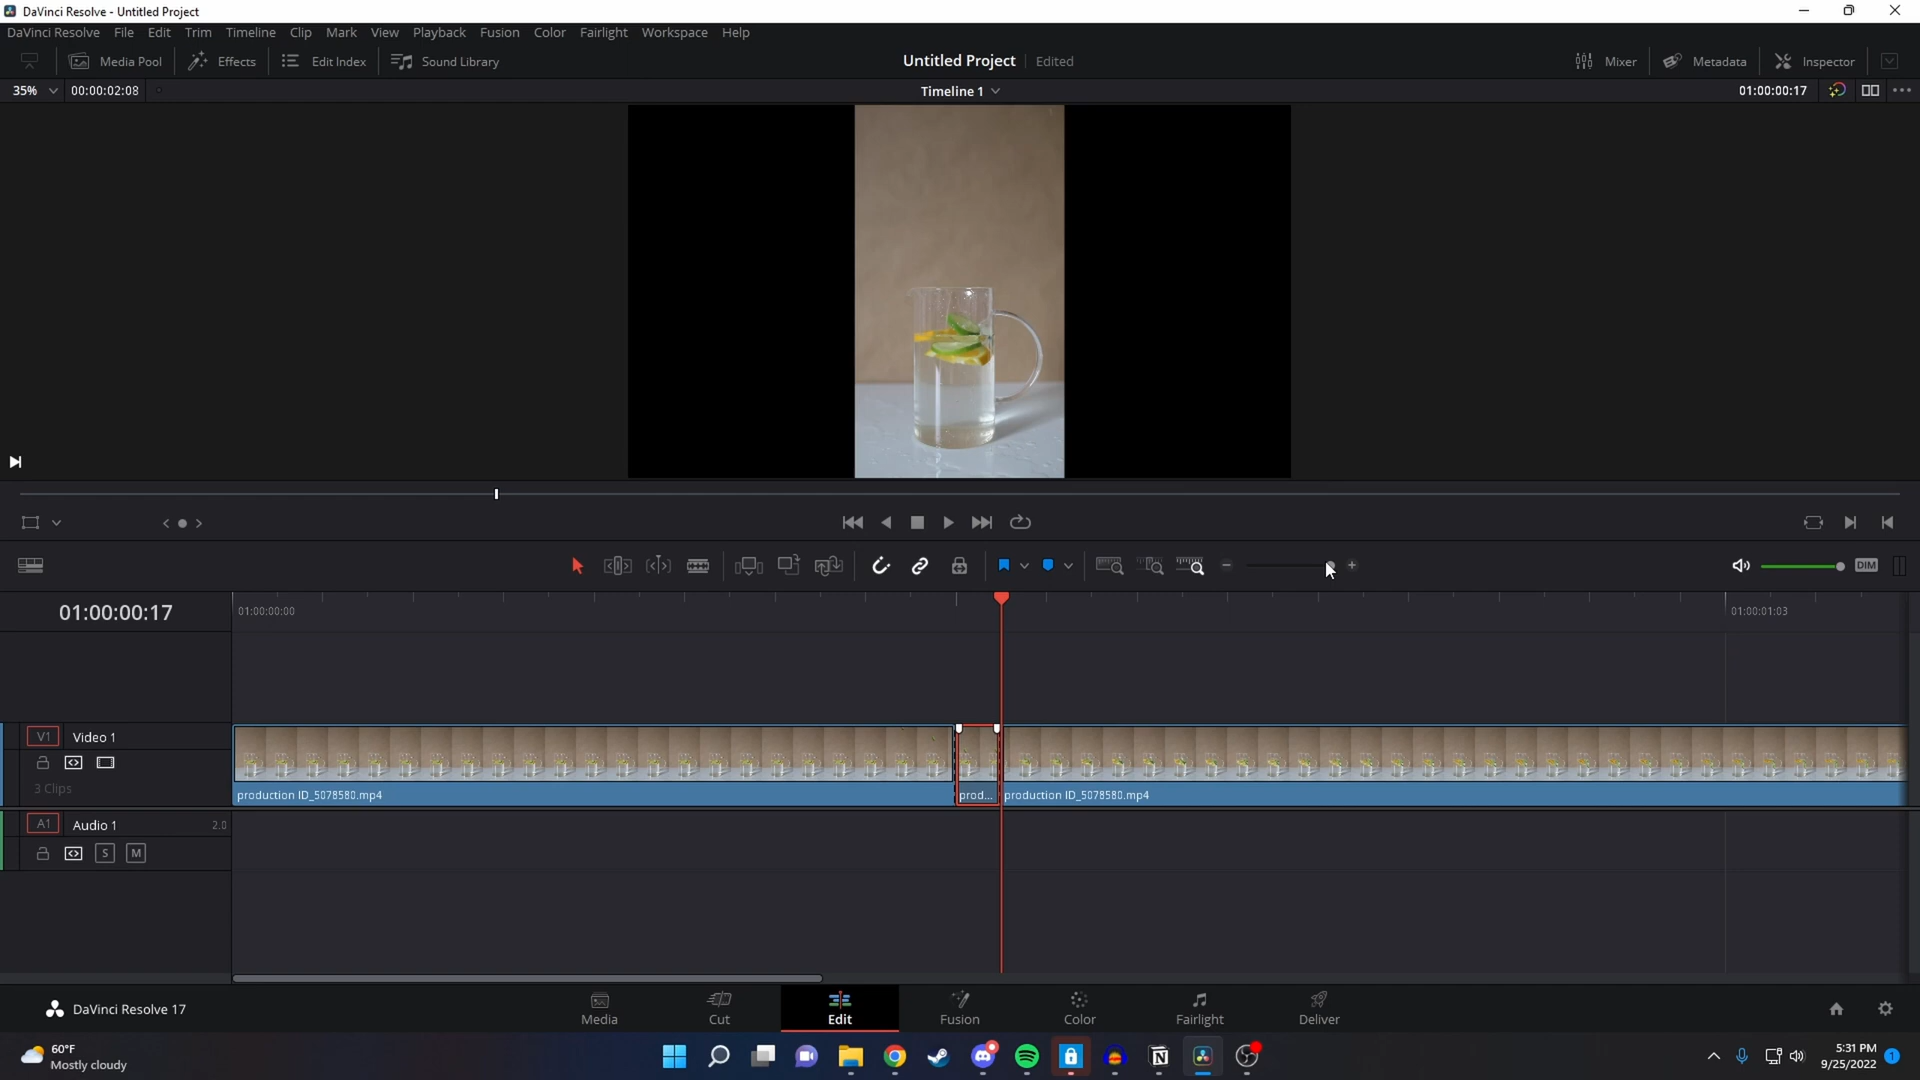 DaVinci Resolve - Untitled Project
DaVinci Resolve File Edit Trim Timeline Clip Mark View Playback Fusion Color Fairlight Workspace Help
Media Pool Effects Edit Index Sound Library Untitled Project Edited Mixer Metadata Inspector
35% 00:00:02:08 Timeline 1 01:00:00:17
DIM
01:00:00:17 01:00:00:00 01:00:01:03
V1 Video 1
3 Clips
production ID_5078580.mp4 prod... production ID_5078580.mp4
A1 Audio 1 2.0
S M
DaVinci Resolve 17 Media Cut Edit Fusion Color Fairlight Deliver
60°F
Mostly cloudy
5:31 PM
9/25/2022 1